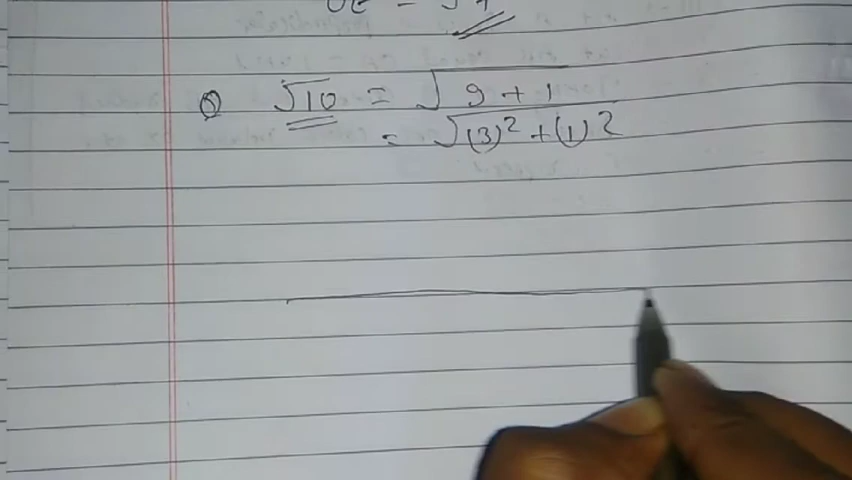 Q √10 = √9 + 1
= √(3)² + (1)²